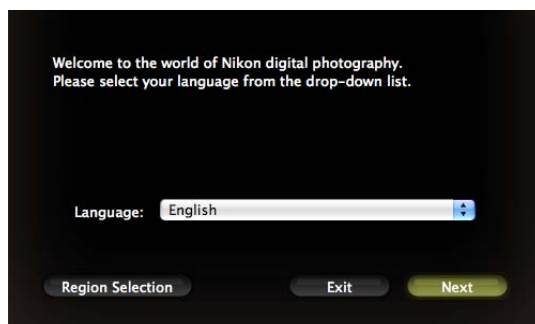 Welcome to the world of Nikon digital photography.
Please select your language from the drop-down list.
Language: English
Region Selection Exit Next